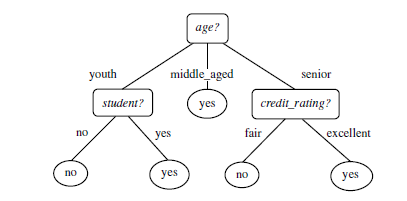 age?
youth middle_aged senior
student? yes credit_rating?
no yes fair excellent
no yes no yes